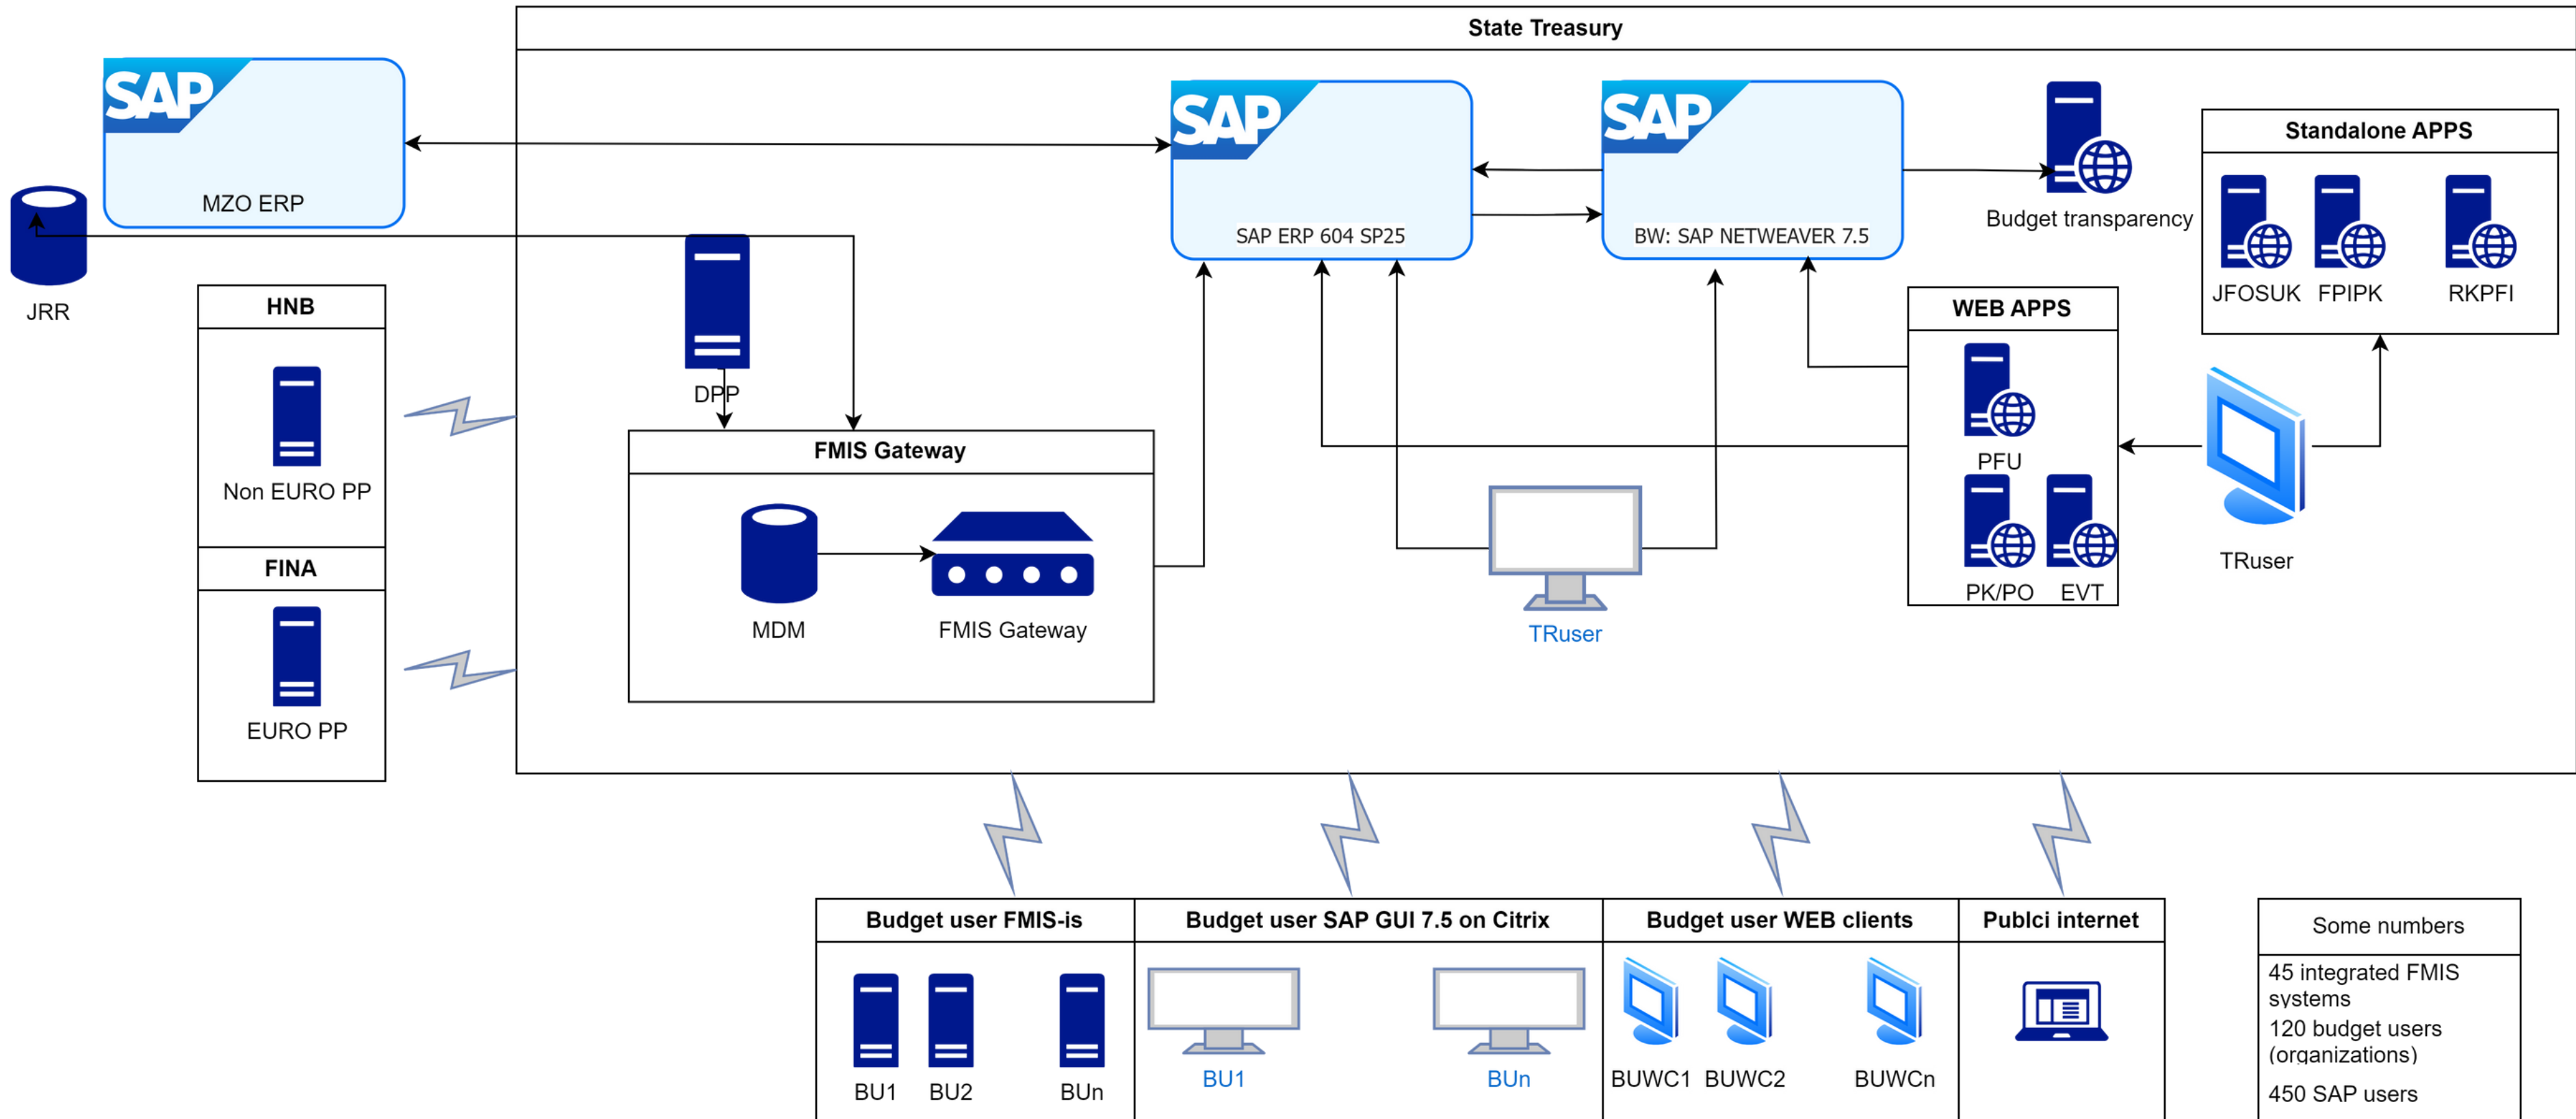 State Treasury
SAP
MZO ERP
SAP
SAP ERP 604 SP25
SAP
BW: SAP NETWEAVER 7.5
Budget transparency
Standalone APPS
JFOSUK
FPIPK
RKPFI
JRR
HNB
Non EURO PP
FINA
EURO PP
DPP
FMIS Gateway
MDM
FMIS Gateway
TRuser
WEB APPS
PFU
PK/PO
EVT
TRuser
Budget user FMIS-is
BU1
BU2
BUn
Budget user SAP GUI 7.5 on Citrix
BU1
BUn
Budget user WEB clients
BUWC1
BUWC2
BUWCn
Publci internet
Some numbers
45 integrated FMIS
systems
120 budget users
(organizations)
450 SAP users